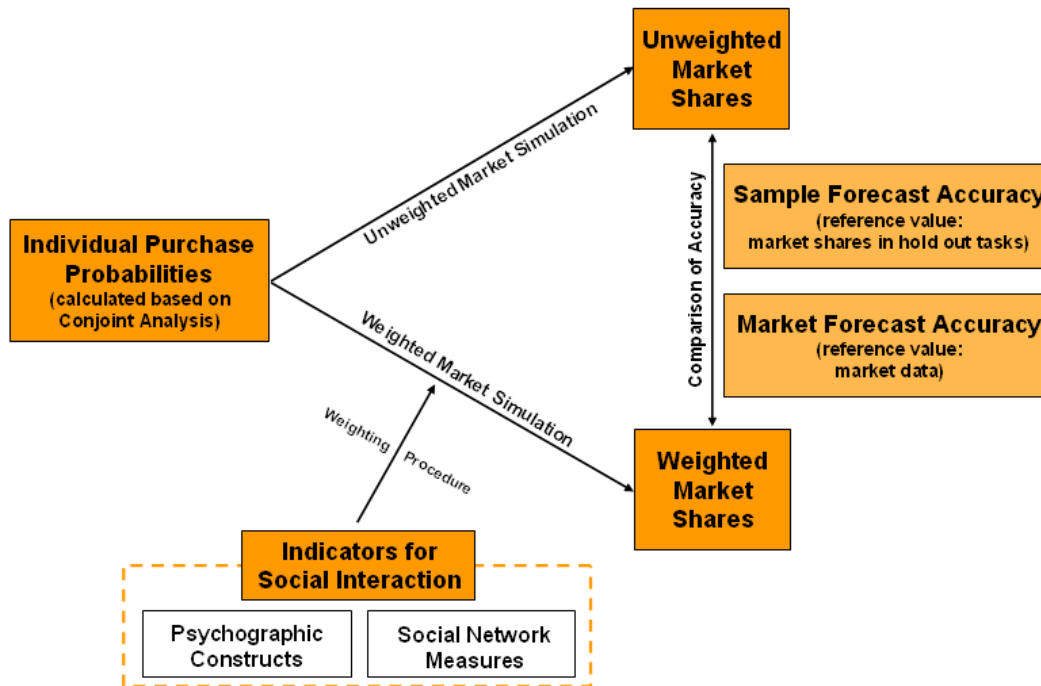 Unweighted
Market
Shares
Unweighted Market Simulation
Sample Forecast Accuracy
(reference value:
market shares in hold out tasks)
Individual Purchase
Probabilities
(calculated based on
Conjoint Analysis)
Comparison of Accuracy
Market Forecast Accuracy
(reference value:
market data)
Weighted Market Simulation
Weighting Procedure
Weighted
Market
Shares
Indicators for
Social Interaction
Psychographic
Constructs
Social Network
Measures